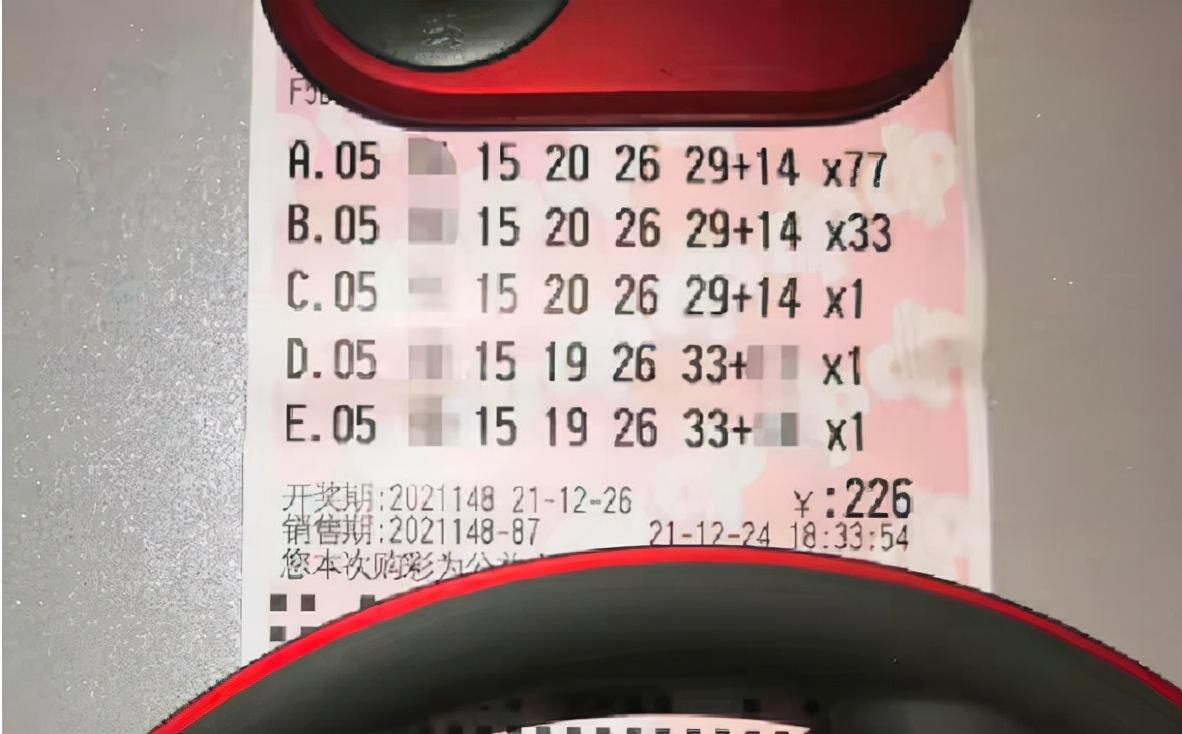 A.05 15 20 26 29+14 x77
B.05 15 20 26 29+14 x33
C.05 15 20 26 29+14 x1
D.05 15 19 26 33+ x1
E.05 15 19 26 33+ x1
开奖期:2021148 21-12-26 ¥:226
销售期:2021148-87 21-12-24 18:33:54
您本次购彩为公